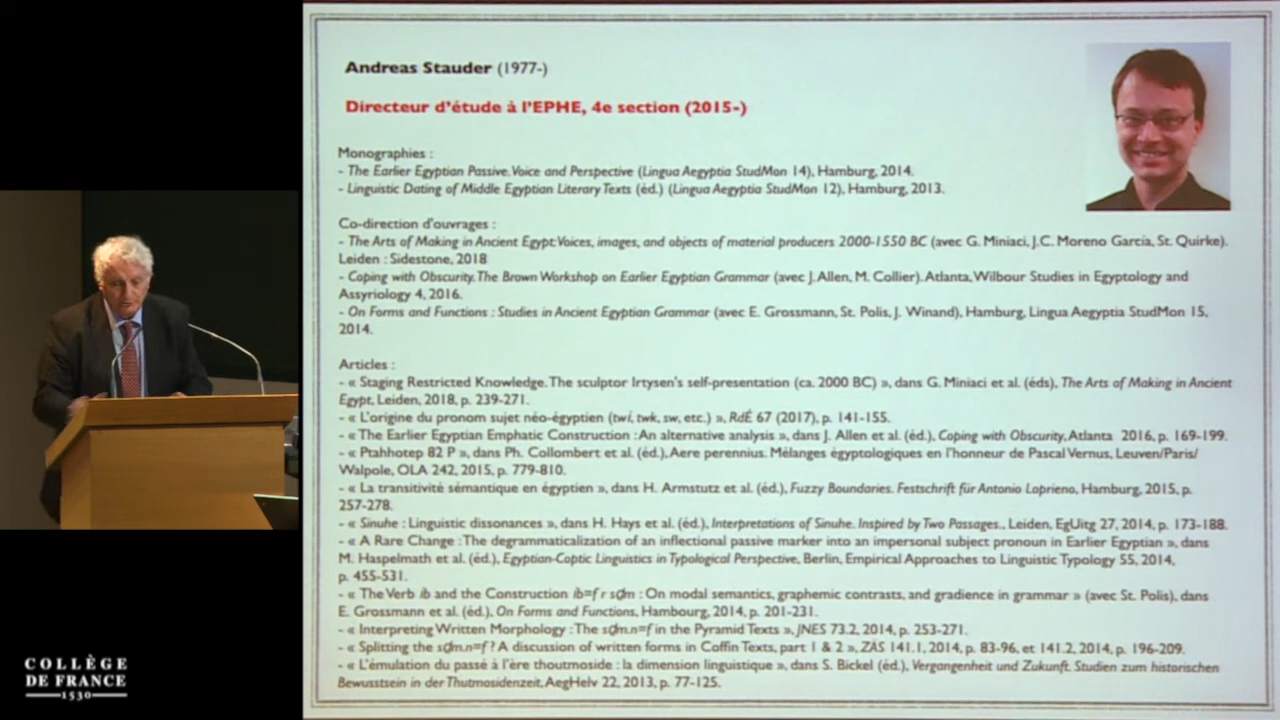 Andreas Stauder (1977-)
Directeur d'étude à l'EPHE, 4e section (2015-)
Monographies :
- The Earlier Egyptian Passive. Voice and Perspective (Lingua Aegyptia StudMon 14), Hamburg, 2014.
- Linguistic Dating of Middle Egyptian Literary Texts (éd.) (Lingua Aegyptia StudMon 12), Hamburg, 2013.
Co-direction d'ouvrages :
- The Arts of Making in Ancient Egypt: Voices, images, and objects of material producers 2000-1550 BC (avec G. Miniaci, J.C. Moreno García, St. Quirke).
Leiden : Sidestone, 2018
- Coping with Obscurity. The Brown Workshop on Earlier Egyptian Grammar (avec J. Allen, M. Collier). Atlanta, Wilbour Studies in Egyptology and
Assyriology 4, 2016.
- On Forms and Functions : Studies in Ancient Egyptian Grammar (avec E. Grossmann, St. Polis, J. Winand), Hamburg, Lingua Aegyptia StudMon 15,
2014.
Articles :
- « Staging Restricted Knowledge. The sculptor Irtysen's self-presentation (ca. 2000 BC) », dans G. Miniaci et al. (éds), The Arts of Making in Ancient
Egypt, Leiden, 2018, p. 239-271.
- « L'origine du pronom sujet néo-égyptien (twí, twk, sw, etc.) », RdÉ 67 (2017), p. 141-155.
- « The Earlier Egyptian Emphatic Construction : An alternative analysis », dans J. Allen et al. (éd.), Coping with Obscurity, Atlanta 2016, p. 169-199.
- « Ptahhotep 82 P », dans Ph. Collombert et al. (éd.), Aere perennius. Mélanges égyptologiques en l'honneur de Pascal Vernus, Leuven/Paris/
Walpole, OLA 242, 2015, p. 779-810.
- « La transitivité sémantique en égyptien », dans H. Armstutz et al. (éd.), Fuzzy Boundaries. Festschrift für Antonio Loprieno, Hamburg, 2015, p.
257-278.
- « Sinuhe : Linguistic dissonances », dans H. Hays et al. (éd.), Interpretations of Sinuhe. Inspired by Two Passages., Leiden, EgUitg 27, 2014, p. 173-188.
- « A Rare Change : The degrammaticalization of an inflectional passive marker into an impersonal subject pronoun in Earlier Egyptian », dans
M. Haspelmath et al. (éd.), Egyptian-Coptic Linguistics in Typological Perspective, Berlin, Empirical Approaches to Linguistic Typology 55, 2014,
p. 455-531.
- « The Verb ib and the Construction ib=f r sḏm : On modal semantics, graphemic contrasts, and gradience in grammar » (avec St. Polis), dans
E. Grossmann et al. (éd.), On Forms and Functions, Hambourg, 2014, p. 201-231.
- « Interpreting Written Morphology : The sḏm.n=f in the Pyramid Texts », JNES 73.2, 2014, p. 253-271.
- « Splitting the sḏm.n=f ? A discussion of written forms in Coffin Texts, part 1 & 2 », ZÄS 141.1, 2014, p. 83-96, et 141.2, 2014, p. 196-209.
- « L'émulation du passé à l'ère thoutmoside : la dimension linguistique », dans S. Bickel (éd.), Vergangenheit und Zukunft. Studien zum historischen
Bewusstsein in der Thutmosidenzeit, AegHelv 22, 2013, p. 77-125.
COLLÈGE
DE FRANCE
1530